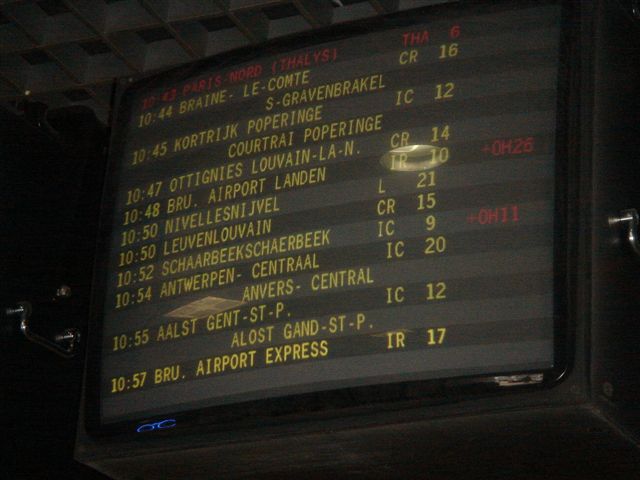 10:43 PARIS-NORD (THALYS) THA 6
10:44 BRAINE- LE-COMTE CR 16
S-GRAVENBRAKEL
10:45 KORTRIJK POPERINGE IC 12
COURTRAI POPERINGE
10:47 OTTIGNIES LOUVAIN-LA-N. CR 14
10:48 BRU. AIRPORT LANDEN IR 10 +0H26
10:50 NIVELLESNIJVEL L 21
10:50 LEUVENLOUVAIN CR 15
10:52 SCHAARBEEKSCHAERBEEK IC 9 +0H11
10:54 ANTWERPEN- CENTRAAL IC 20
ANVERS- CENTRAL
10:55 AALST GENT-ST-P. IC 12
ALOST GAND-ST-P.
10:57 BRU. AIRPORT EXPRESS IR 17